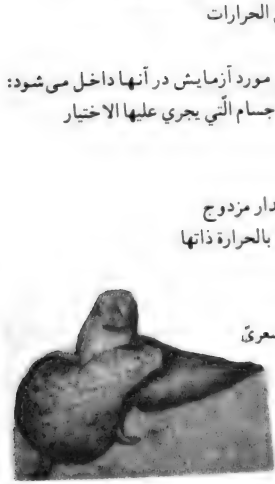 الحرارات
مورد آزمایش در آنها داخل می‌شود:
جسام الّتي يجري عليها الاختبار
دار مزدوج
بالحرارة ذاتها
سعريّ